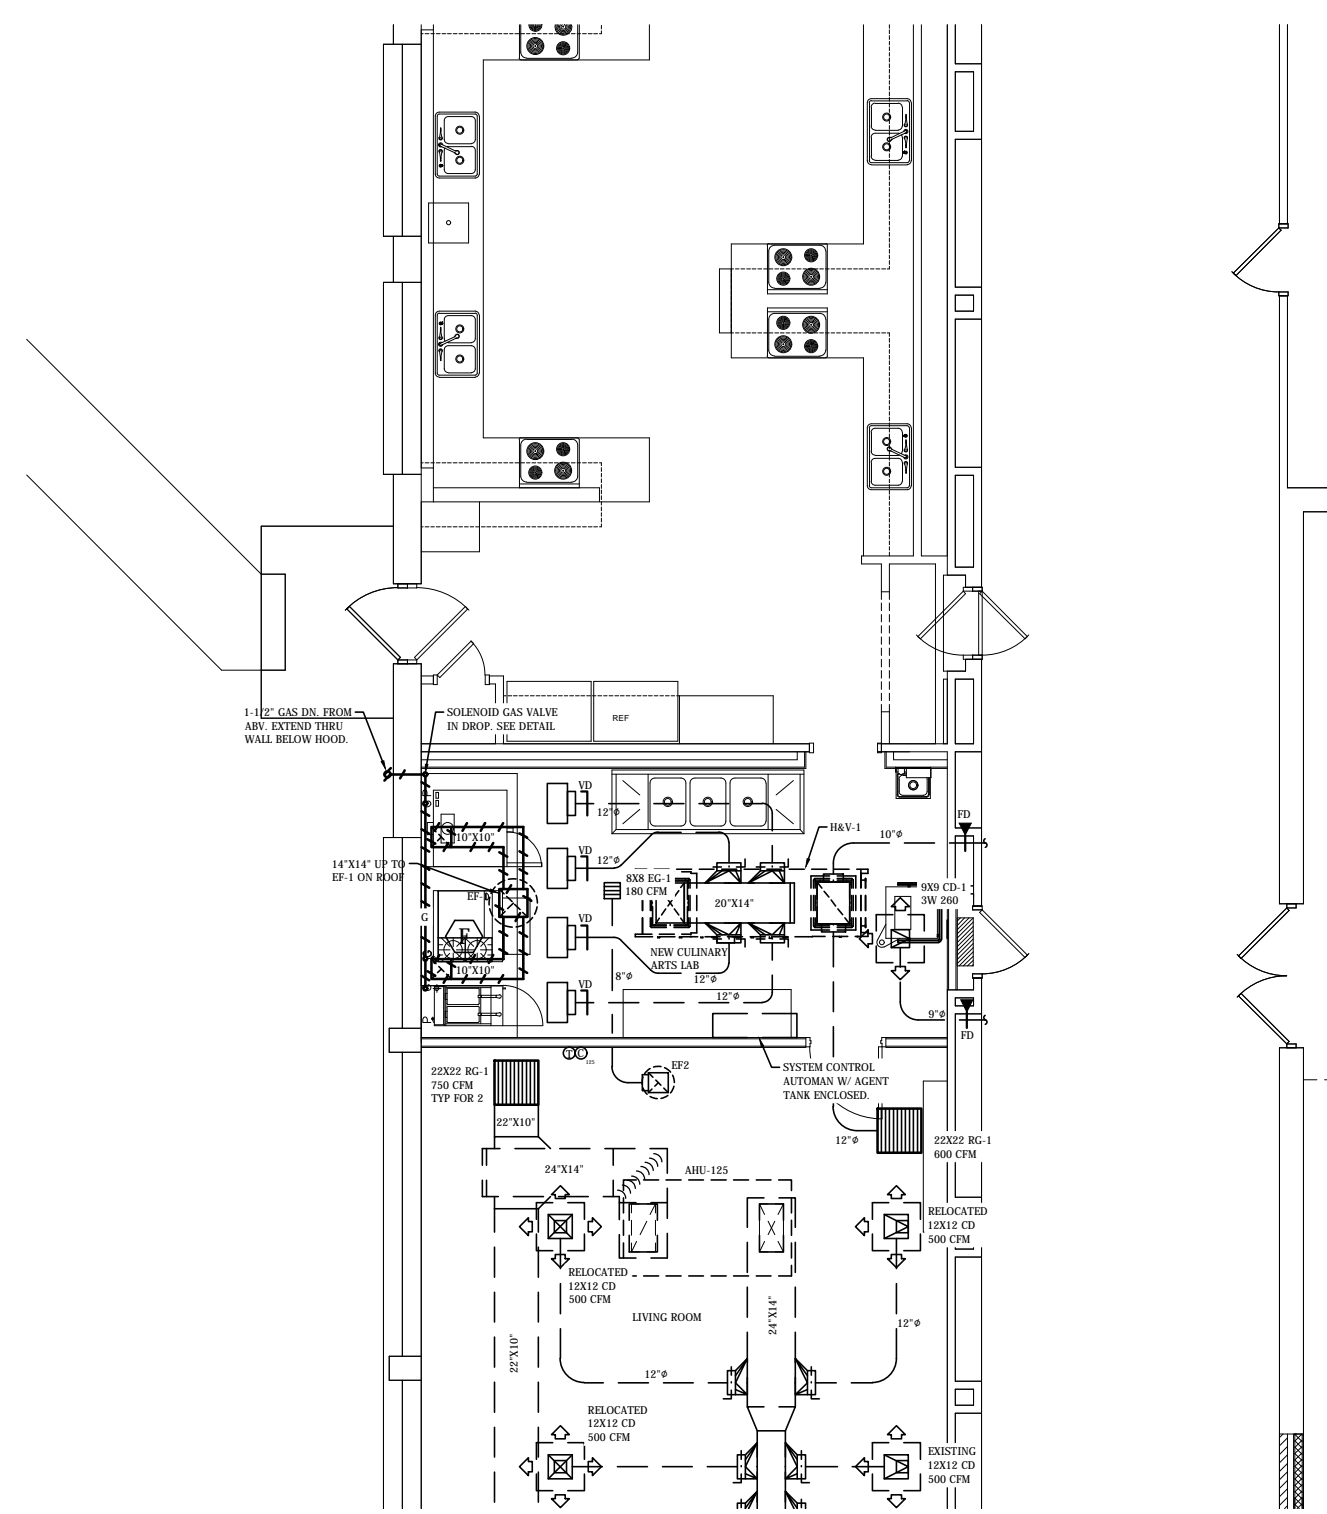 REF
1-1/2" GAS DN. FROM
ABV. EXTEND THRU
WALL BELOW HOOD.
SOLENOID GAS VALVE
IN DROP. SEE DETAIL
VD
12"ø
H&V-1
10"ø
FD
10"X10"
14"X14" UP TO
EF-1 ON ROOF
VD
12"ø
8X8 EG-1
180 CFM
20"X14"
9X9 CD-1
3W 260
EF-1
G
F
VD
NEW CULINARY
ARTS LAB
G
10"X10"
8"ø
12"ø
VD
12"ø
9"ø
FD
TC
125
EF2
SYSTEM CONTROL
AUTOMAN W/ AGENT
TANK ENCLOSED.
22X22 RG-1
750 CFM
TYP FOR 2
22"X10"
12"ø
22X22 RG-1
600 CFM
24"X14"
AHU-125
RELOCATED
12X12 CD
500 CFM
RELOCATED
12X12 CD
500 CFM
LIVING ROOM
24"X14"
12"ø
22"X10"
12"ø
RELOCATED
12X12 CD
500 CFM
EXISTING
12X12 CD
500 CFM